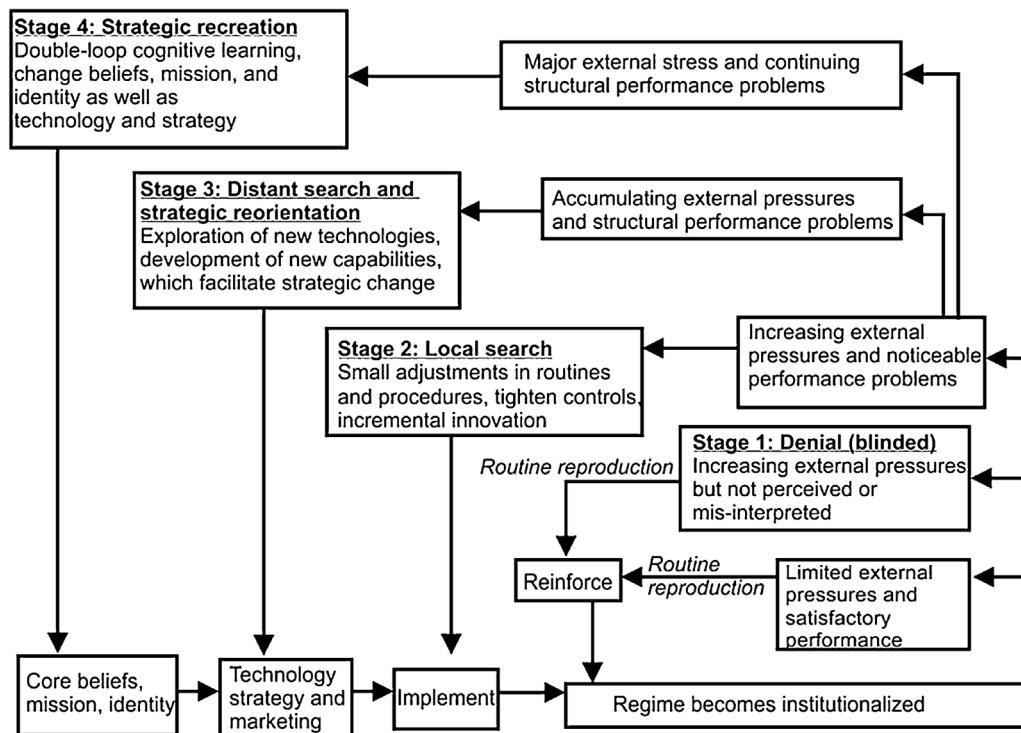 Stage 4: Strategic recreation
Double-loop cognitive learning,
change beliefs, mission, and
identity as well as
technology and strategy
Major external stress and continuing
structural performance problems
Stage 3: Distant search and
strategic reorientation
Exploration of new technologies,
development of new capabilities,
which facilitate strategic change
Accumulating external pressures
and structural performance problems
Stage 2: Local search
Small adjustments in routines
and procedures, tighten controls,
incremental innovation
Increasing external
pressures and noticeable
performance problems
Stage 1: Denial (blinded)
Increasing external pressures
but not perceived or
mis-interpreted
Routine reproduction
Reinforce
Routine
reproduction
Limited external
pressures and
satisfactory
performance
Core beliefs,
mission, identity
Technology
strategy and
marketing
Implement
Regime becomes institutionalized